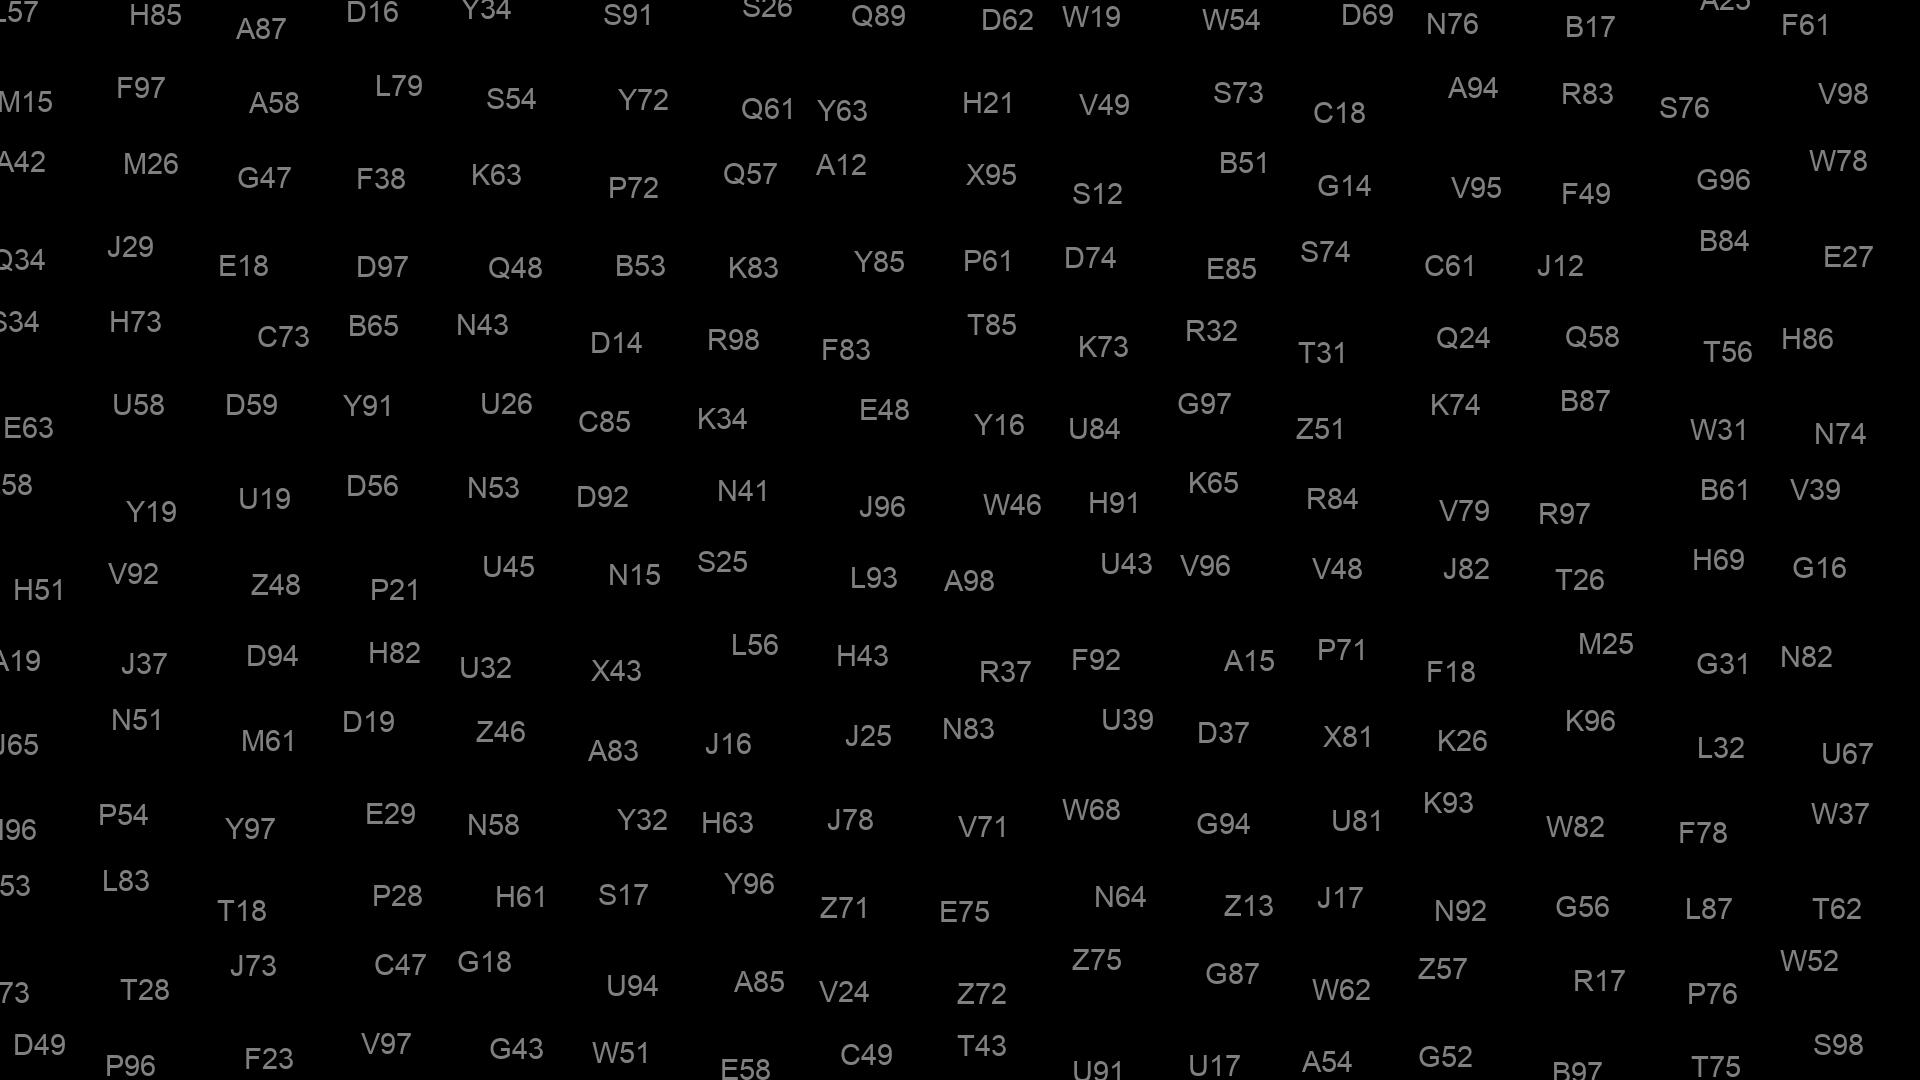 L57 H85 A87 D16 Y34 S91 S26 Q89 D62 W19 W54 D69 N76 B17 A25 F61
M15 F97 A58 L79 S54 Y72 Q61 Y63 H21 V49 S73 C18 A94 R83 S76 V98
A42 M26 G47 F38 K63 P72 Q57 A12 X95 S12 B51 G14 V95 F49 G96 W78
Q34 J29 E18 D97 Q48 B53 K83 Y85 P61 D74 E85 S74 C61 J12 B84 E27
S34 H73 C73 B65 N43 D14 R98 F83 T85 K73 R32 T31 Q24 Q58 T56 H86
E63 U58 D59 Y91 U26 C85 K34 E48 Y16 U84 G97 Z51 K74 B87 W31 N74
58 Y19 U19 D56 N53 D92 N41 J96 W46 H91 K65 R84 V79 R97 B61 V39
H51 V92 Z48 P21 U45 N15 S25 L93 A98 U43 V96 V48 J82 T26 H69 G16
A19 J37 D94 H82 U32 X43 L56 H43 R37 F92 A15 P71 F18 M25 G31 N82
65 N51 M61 D19 Z46 A83 J16 J25 N83 U39 D37 X81 K26 K96 L32 U67
96 P54 Y97 E29 N58 Y32 H63 J78 V71 W68 G94 U81 K93 W82 F78 W37
53 L83 T18 P28 H61 S17 Y96 Z71 E75 N64 Z13 J17 N92 G56 L87 T62
73 T28 J73 C47 G18 U94 A85 V24 Z72 Z75 G87 W62 Z57 R17 P76 W52
D49 P96 F23 V97 G43 W51 E58 C49 T43 U91 U17 A54 G52 B97 T75 S98